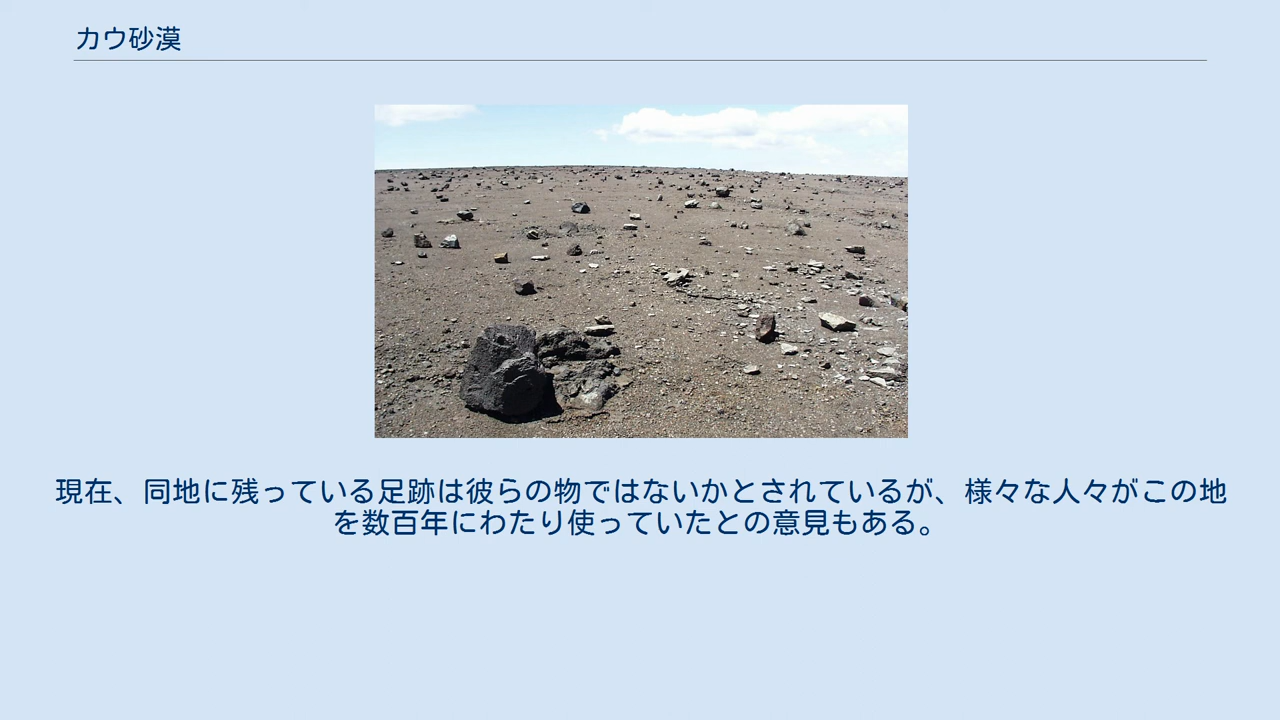 カウ砂漠
現在、同地に残っている足跡は彼らの物ではないかとされているが、様々な人々がこの地
を数百年にわたり使っていたとの意見もある。